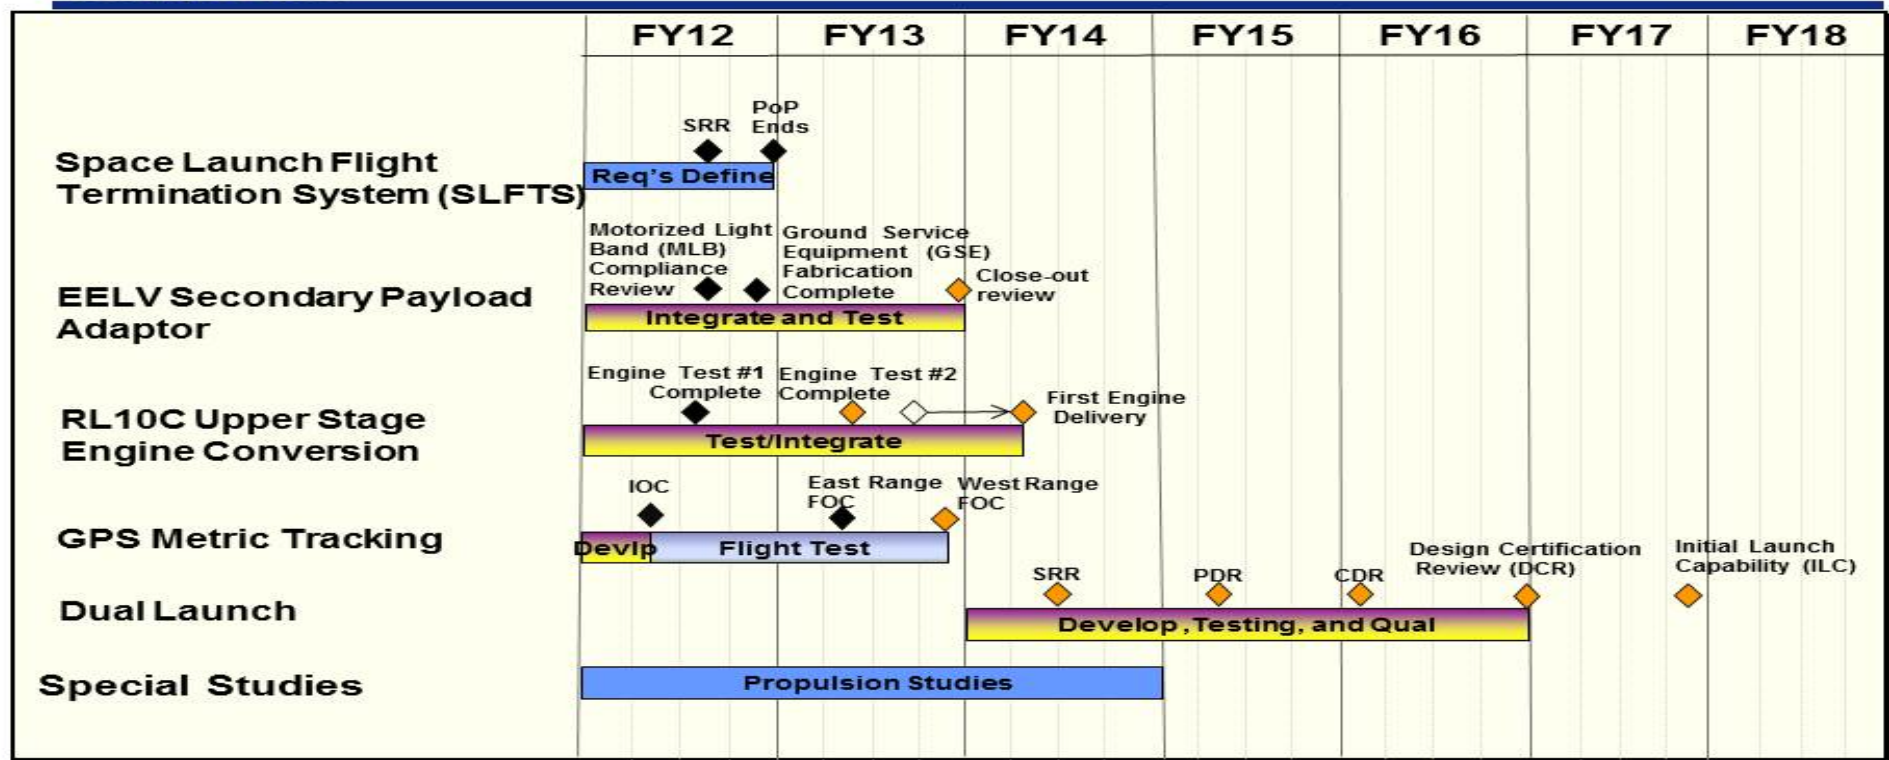 FY12 FY13 FY14 FY15 FY16 FY17 FY18
Space Launch Flight
Termination System (SLFTS)
SRR
PoP
Ends
Req's Define
EELV Secondary Payload
Adaptor
Motorized Light
Band (MLB)
Compliance
Review
Ground Service
Equipment (GSE)
Fabrication
Complete
Close-out
review
Integrate and Test
RL10C Upper Stage
Engine Conversion
Engine Test #1
Complete
Engine Test #2
Complete
First Engine
Delivery
Test/Integrate
GPS Metric Tracking
IOC
East Range
FOC
West Range
FOC
Devlp
Flight Test
Dual Launch
SRR
PDR
CDR
Design Certification
Review (DCR)
Initial Launch
Capability (ILC)
Develop, Testing, and Qual
Special Studies
Propulsion Studies